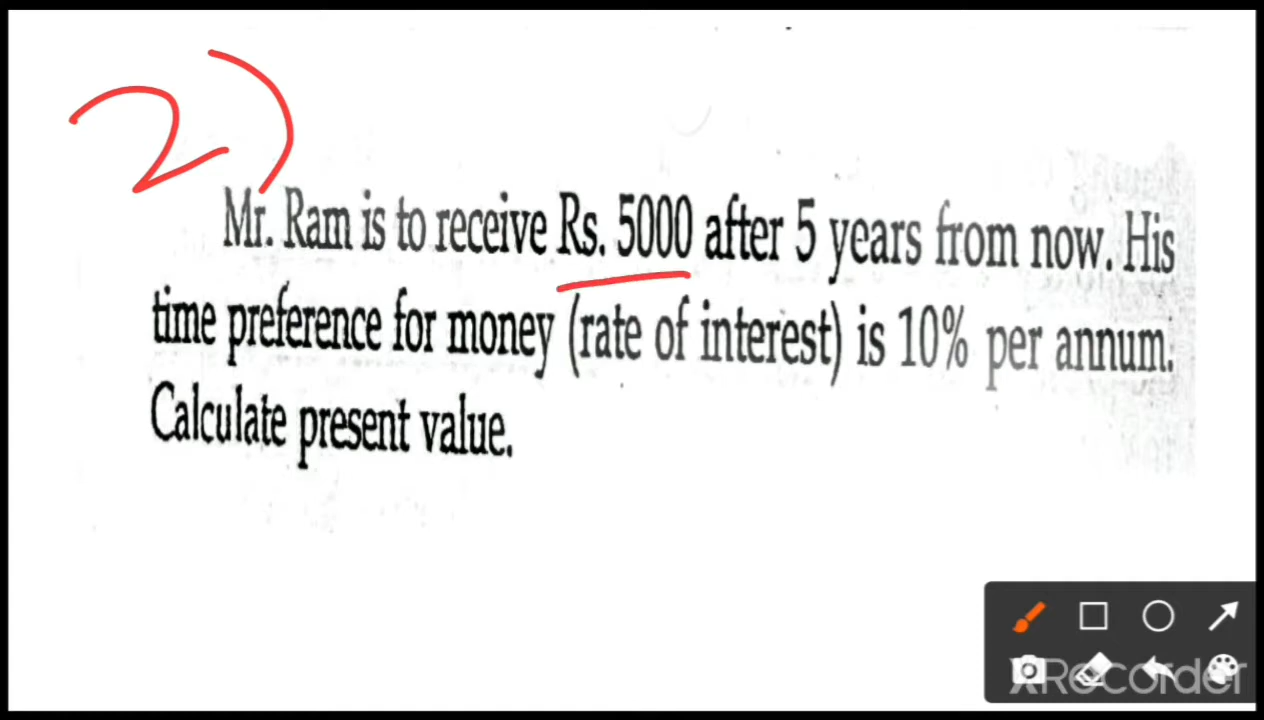 2)
Mr. Ram is to receive Rs. 5000 after 5 years from now. His
time preference for money (rate of interest) is 10% per annum.
Calculate present value.
XRecorder